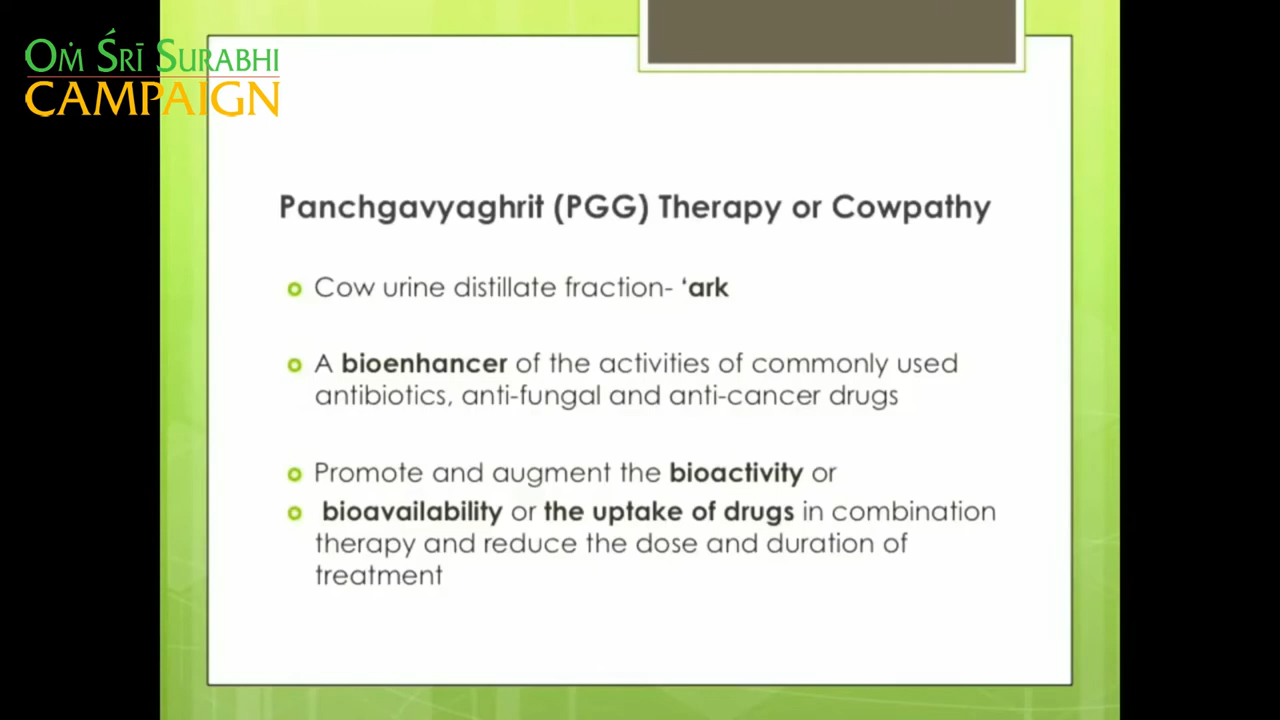 OṀ ŚRĪ SURABHI
CAMPAIGN
Panchgavyaghrit (PGG) Therapy or Cowpathy
Cow urine distillate fraction- ‘ark
A bioenhancer of the activities of commonly used
antibiotics, anti-fungal and anti-cancer drugs
Promote and augment the bioactivity or
bioavailability or the uptake of drugs in combination
therapy and reduce the dose and duration of
treatment